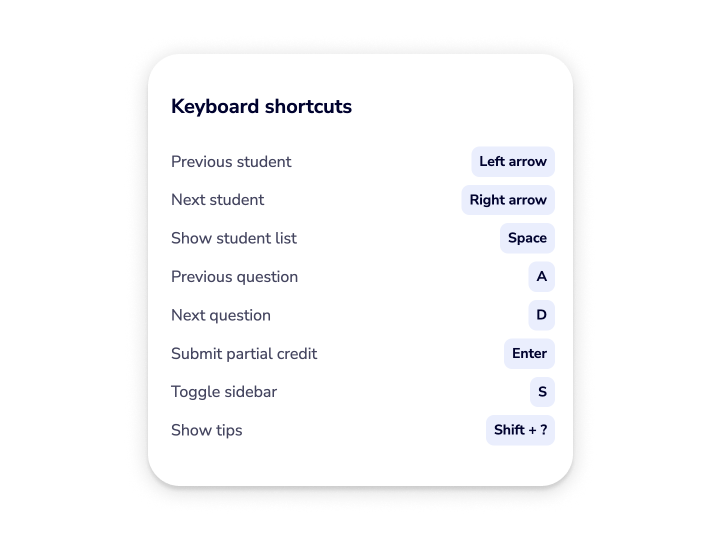 Keyboard shortcuts
Previous student Left arrow
Next student Right arrow
Show student list Space
Previous question A
Next question D
Submit partial credit Enter
Toggle sidebar S
Show tips Shift + ?